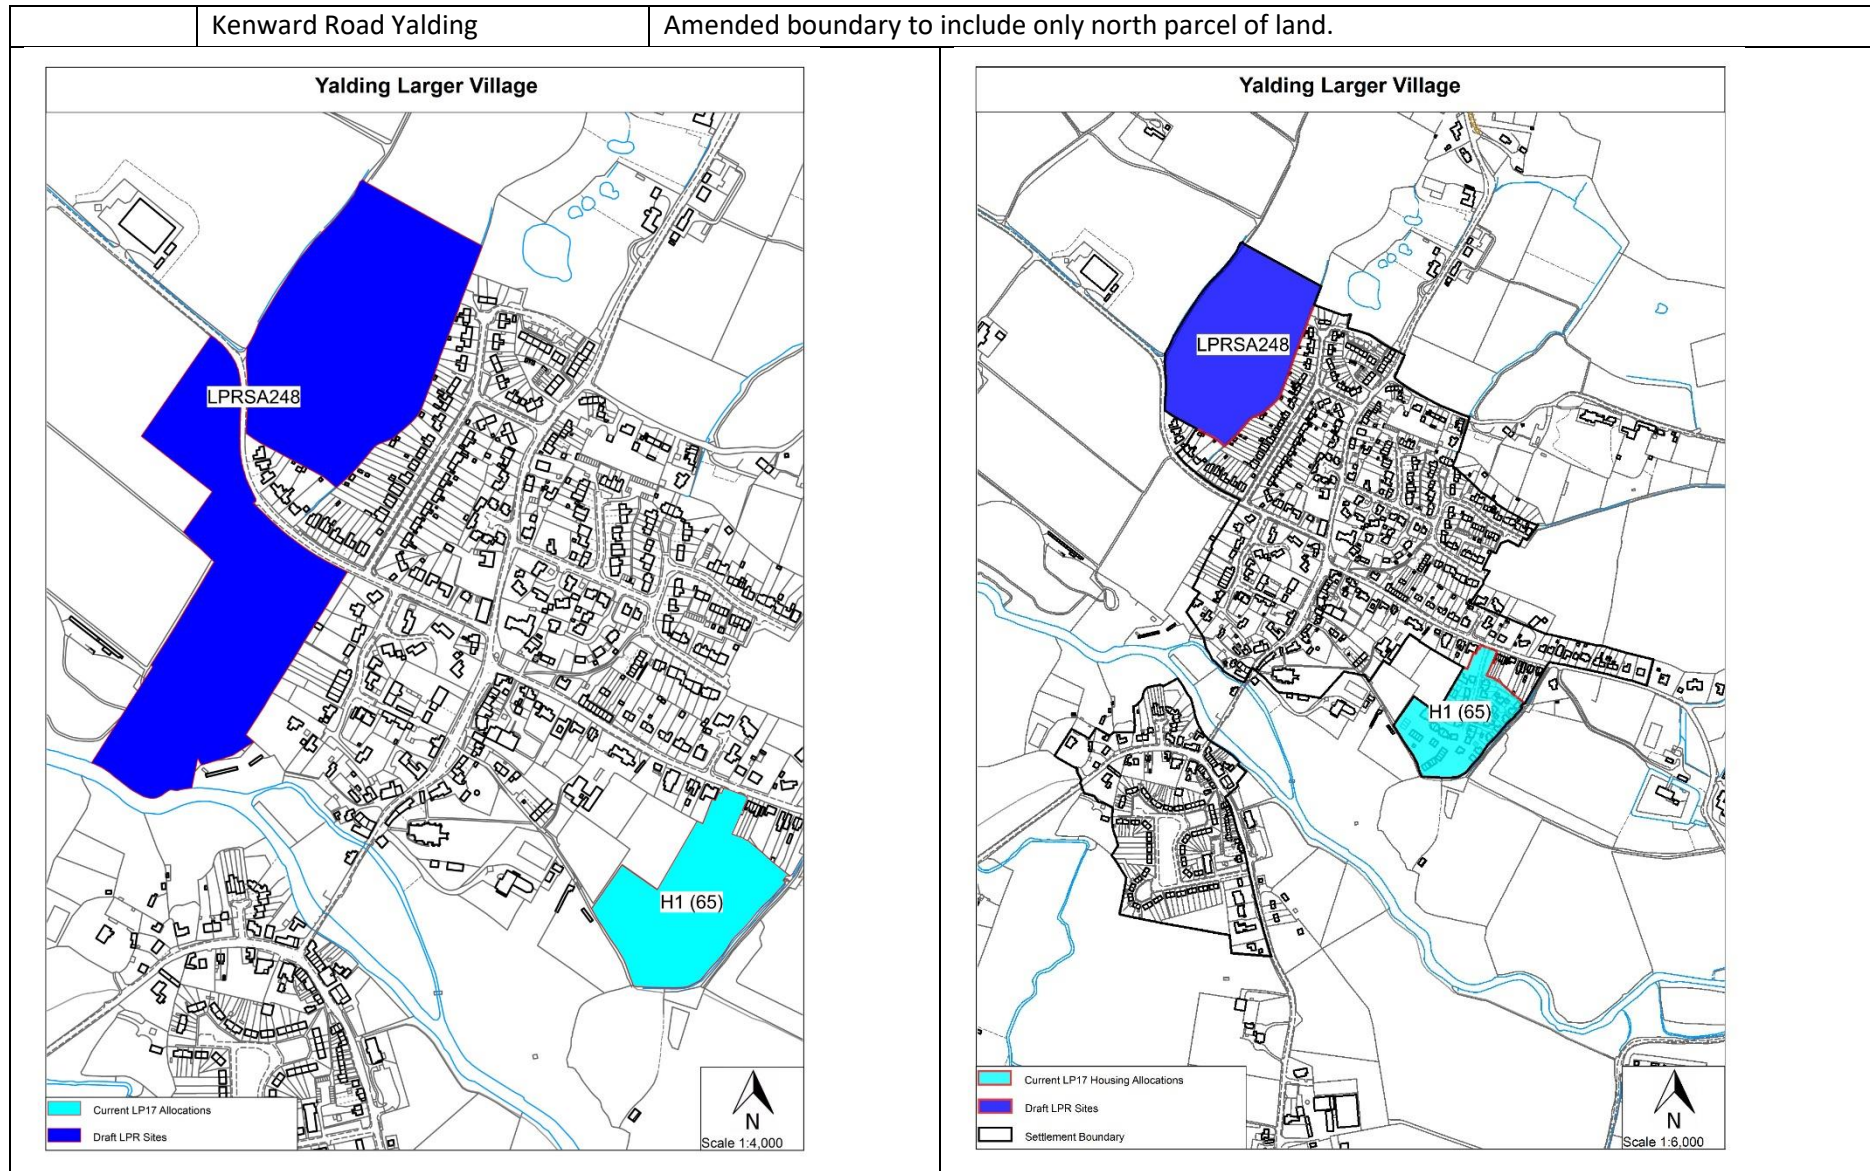 Kenward Road Yalding
Amended boundary to include only north parcel of land.
Yalding Larger Village
LPRSA248
H1 (65)
Current LP17 Allocations
Draft LPR Sites
N
Scale 1:4,000
Yalding Larger Village
LPRSA248
H1 (65)
Current LP17 Housing Allocations
Draft LPR Sites
Settlement Boundary
N
Scale 1:6,000